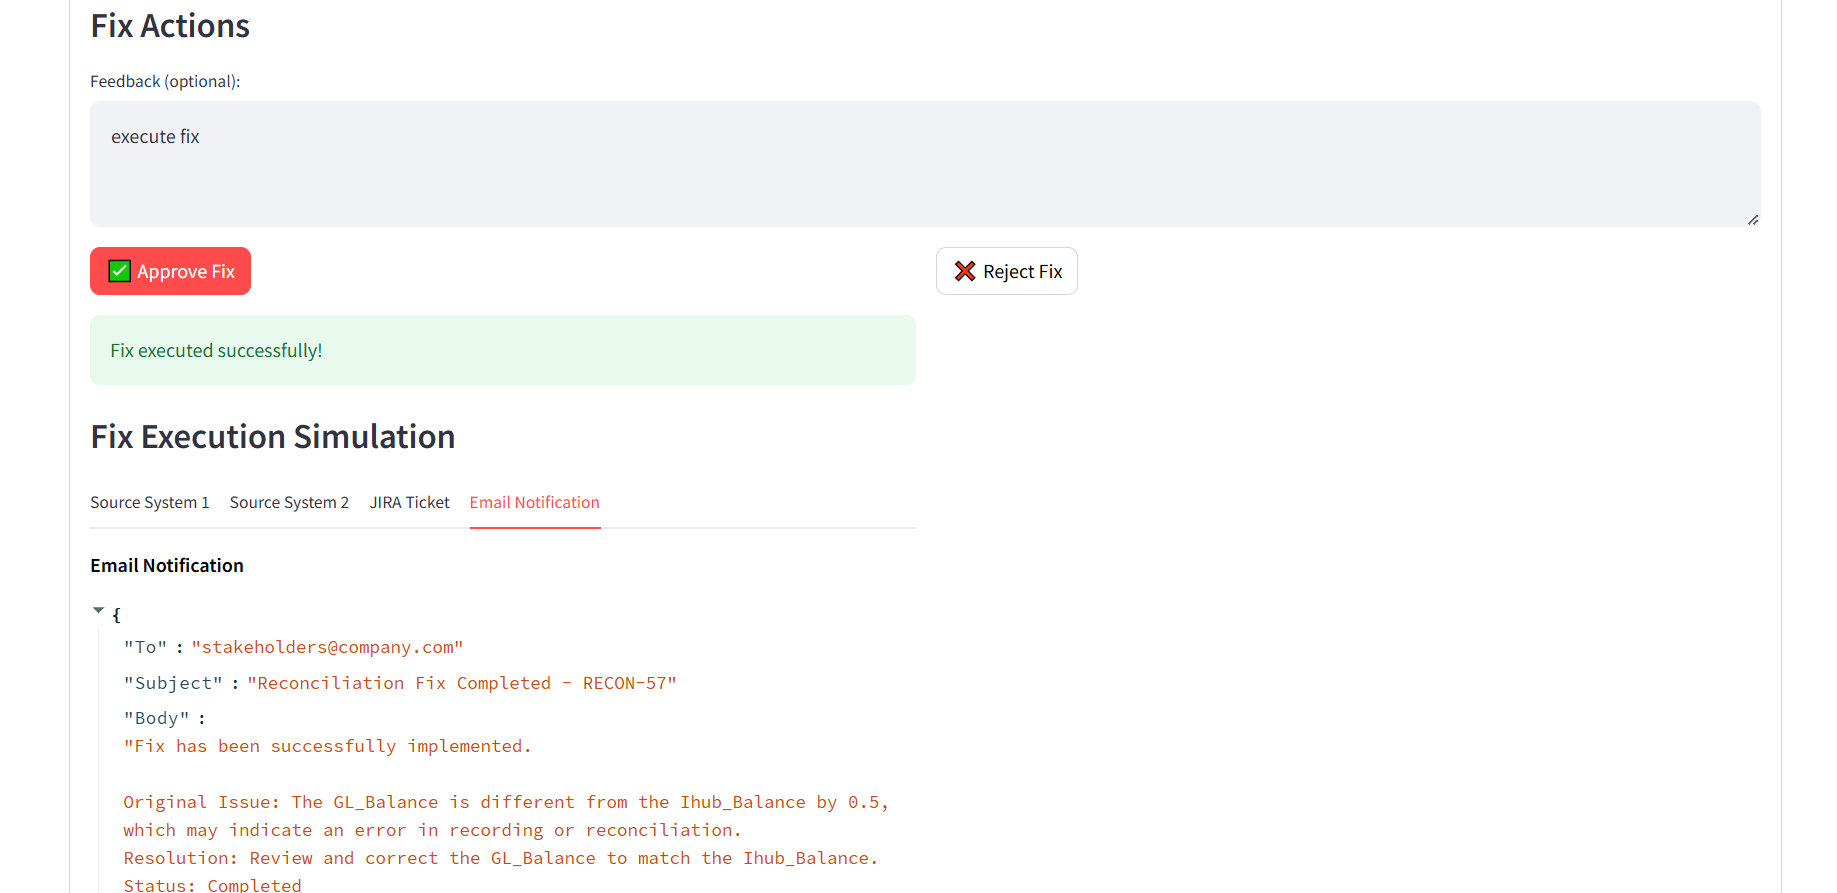 Fix Actions
Feedback (optional):
execute fix
Approve Fix
Reject Fix
Fix executed successfully!
Fix Execution Simulation
Source System 1 Source System 2 JIRA Ticket Email Notification
Email Notification
{
"To" : "stakeholders@company.com"
"Subject" : "Reconciliation Fix Completed - RECON-57"
"Body" :
"Fix has been successfully implemented.
Original Issue: The GL_Balance is different from the Ihub_Balance by 0.5,
which may indicate an error in recording or reconciliation.
Resolution: Review and correct the GL_Balance to match the Ihub_Balance.
Status: Completed